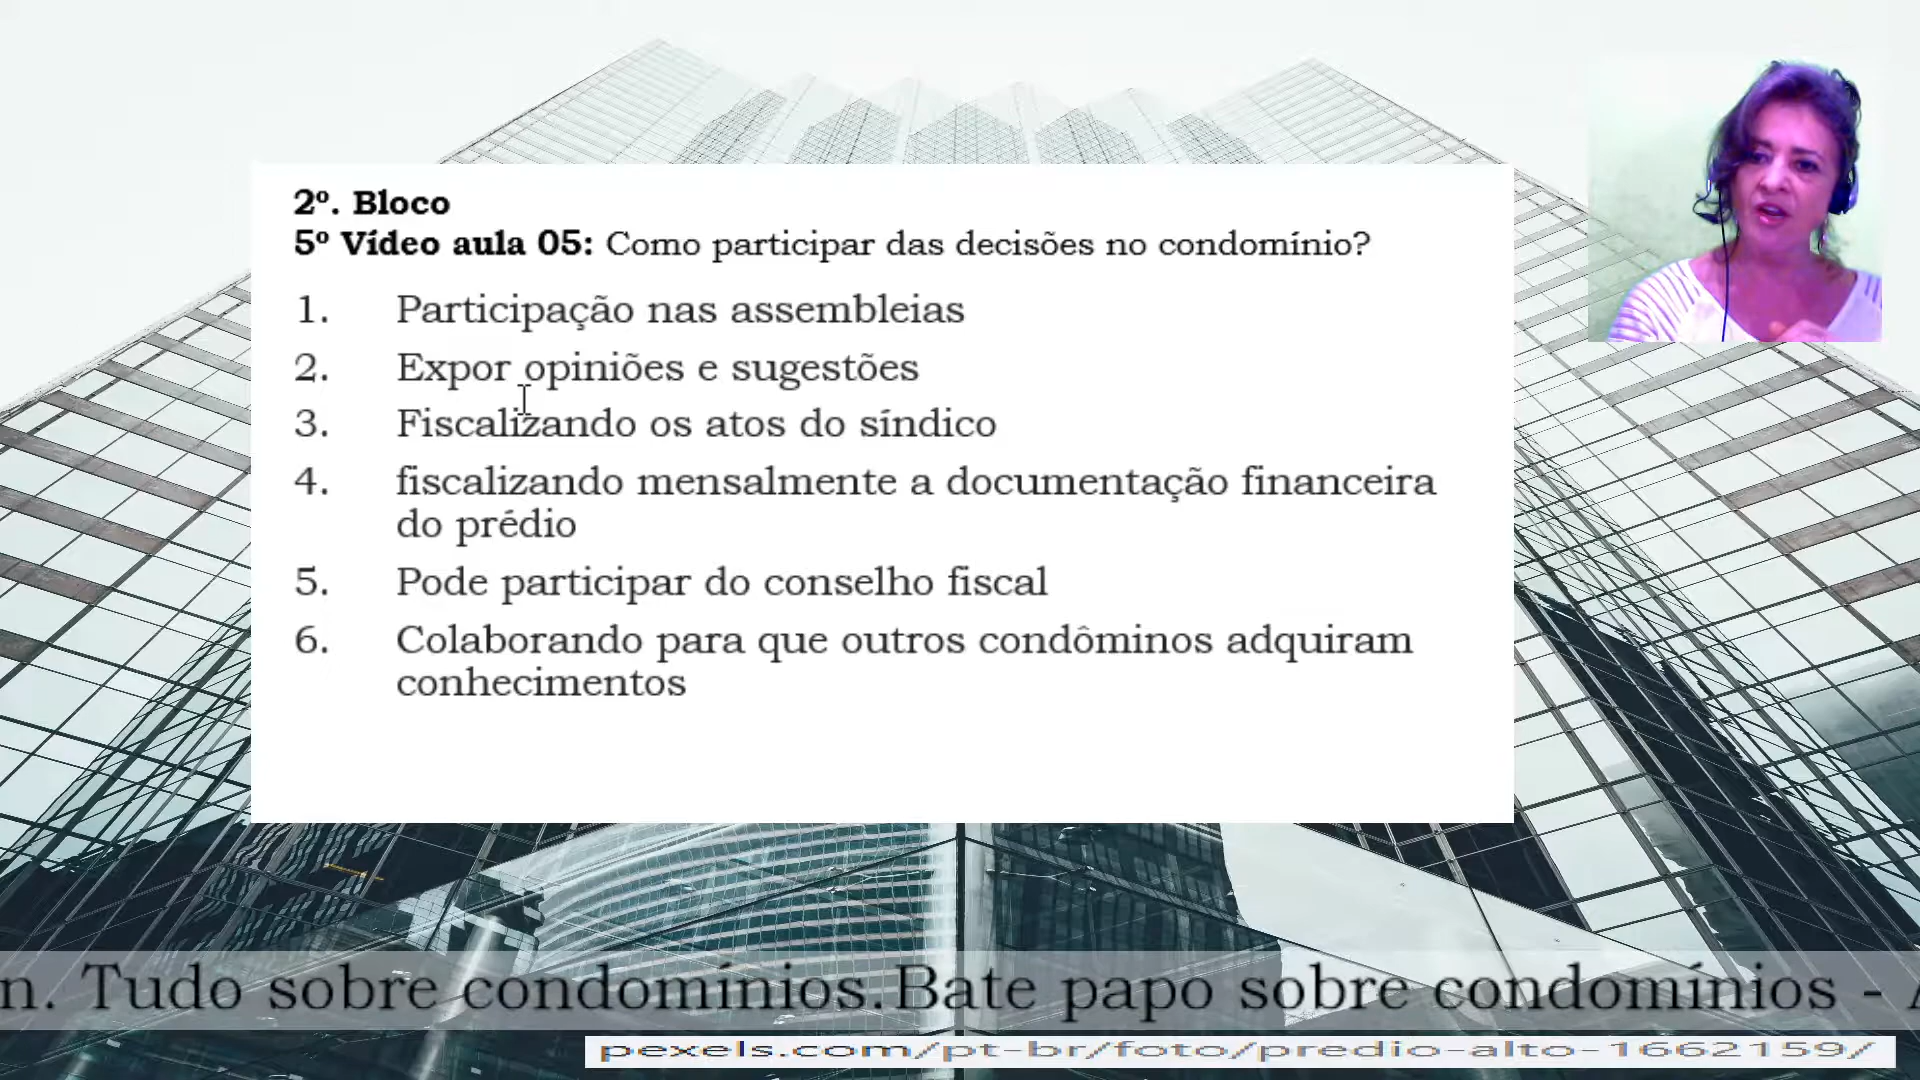 2º. Bloco
5º Vídeo aula 05: Como participar das decisões no condomínio?
1. Participação nas assembleias
2. Expor opiniões e sugestões
3. Fiscalizando os atos do síndico
4. fiscalizando mensalmente a documentação financeira
do prédio
5. Pode participar do conselho fiscal
6. Colaborando para que outros condôminos adquiram
conhecimentos
n. Tudo sobre condomínios. Bate papo sobre condomínios -
pexels.com/pt-br/foto/predio-alto-1662159/